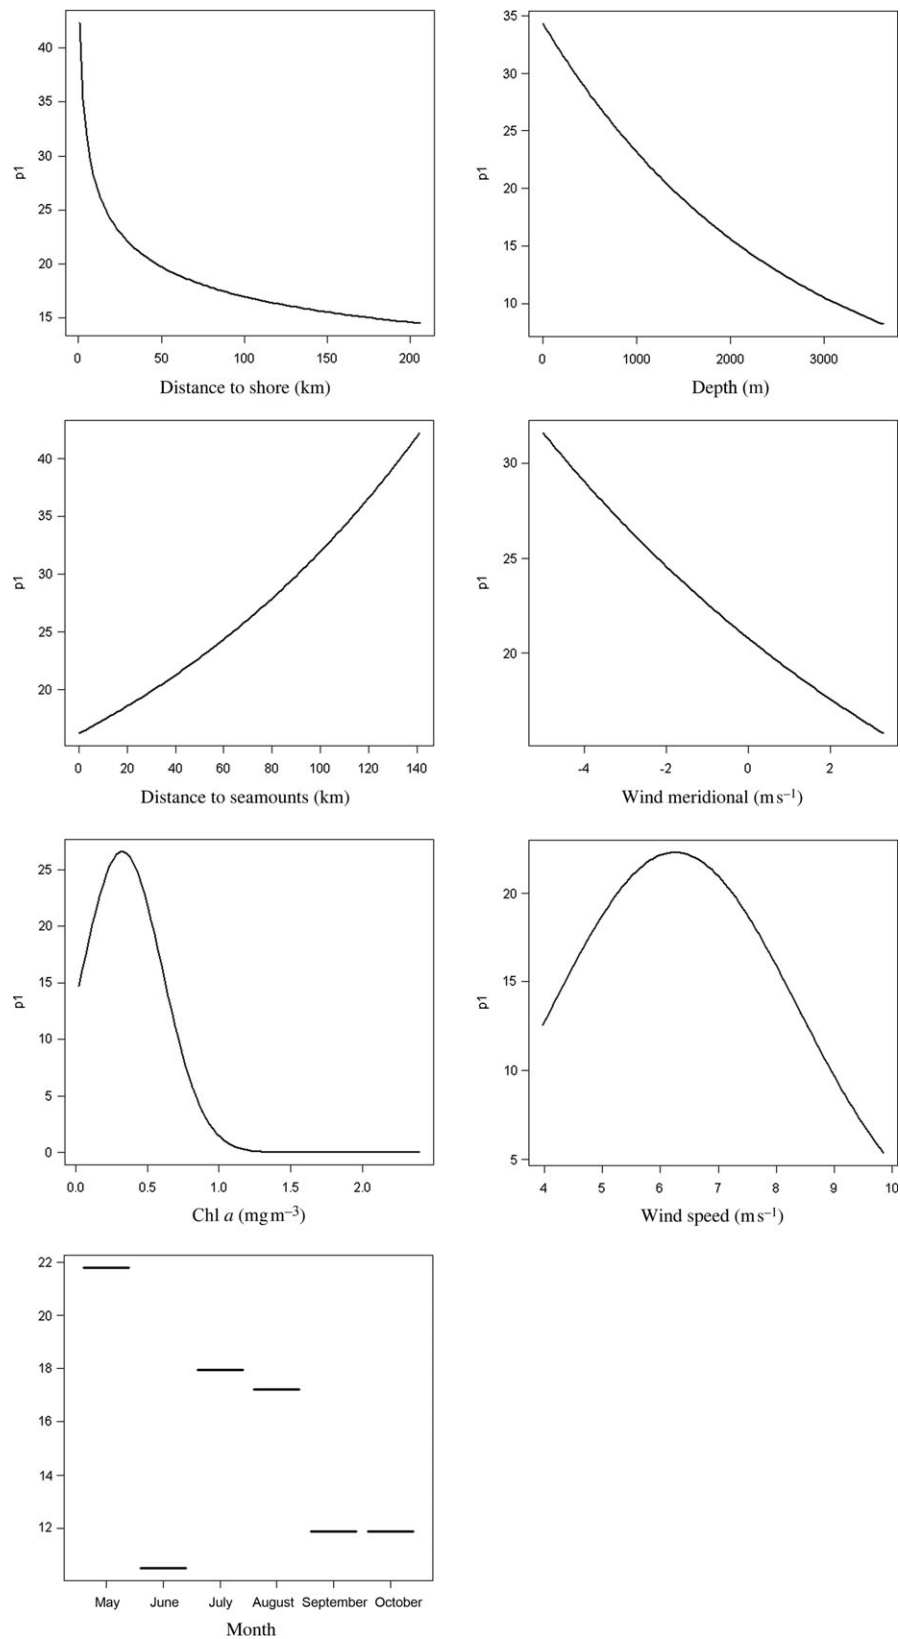 40
35
30
25
20
15
p1
0 50 100 150 200
Distance to shore (km)
35
30
25
20
15
10
p1
0 1000 2000 3000
Depth (m)
40
35
30
25
20
p1
0 20 40 60 80 100 120 140
Distance to seamounts (km)
30
25
20
p1
-4 -2 0 2
Wind meridional (m s–1)
25
20
15
10
5
0
p1
0.0 0.5 1.0 1.5 2.0
Chl a (mg m–3)
20
15
10
5
p1
4 5 6 7 8 9 10
Wind speed (m s–1)
22
20
18
16
14
12
May June July August September October
Month